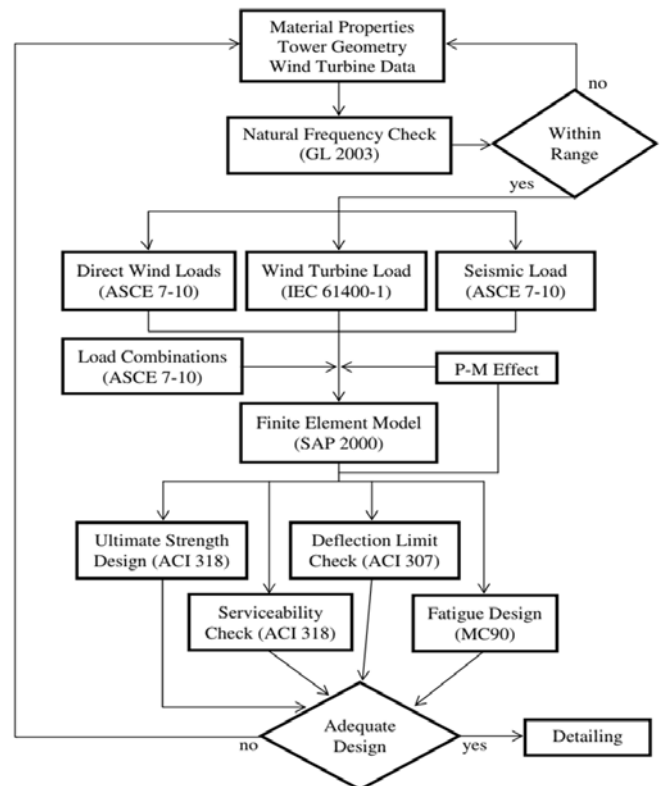 Material Properties
Tower Geometry
Wind Turbine Data
no
Natural Frequency Check
(GL 2003)
Within
Range
yes
Direct Wind Loads
(ASCE 7-10)
Wind Turbine Load
(IEC 61400-1)
Seismic Load
(ASCE 7-10)
Load Combinations
(ASCE 7-10)
P-M Effect
Finite Element Model
(SAP 2000)
Ultimate Strength
Design (ACI 318)
Deflection Limit
Check (ACI 307)
Serviceability
Check (ACI 318)
Fatigue Design
(MC90)
Adequate
Design
no
yes
Detailing